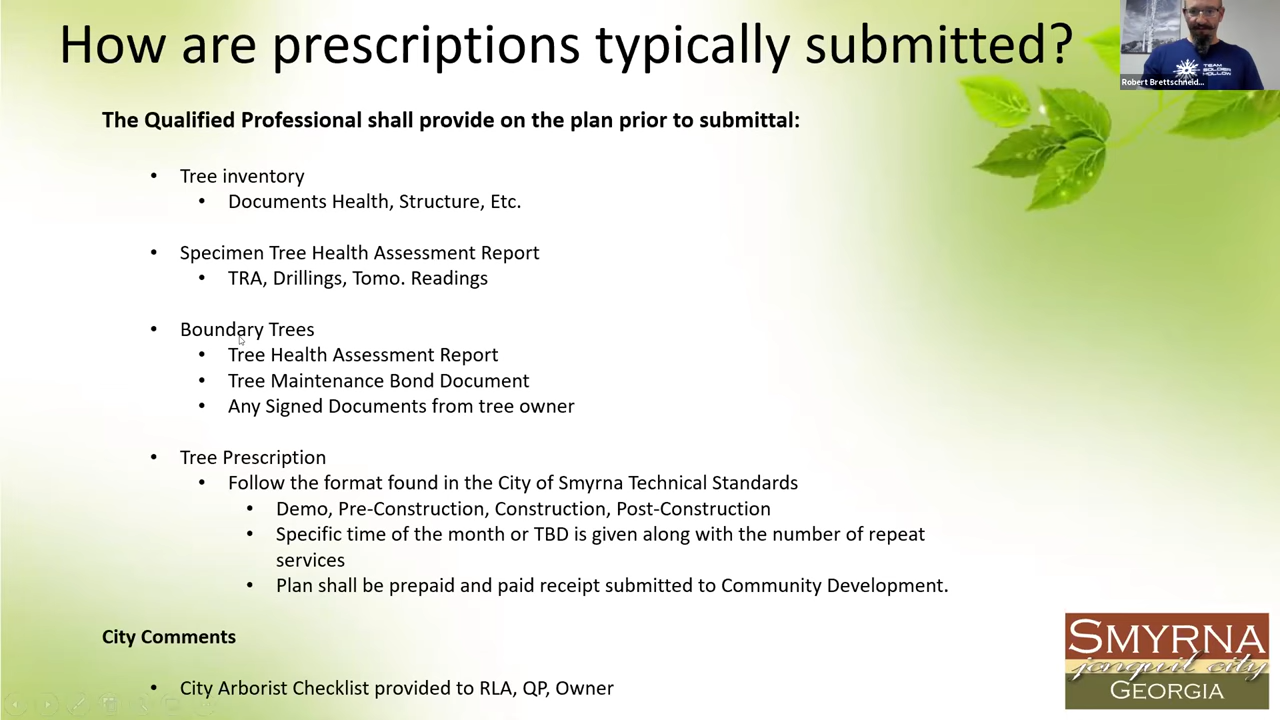 How are prescriptions typically submitted?
TEAM
GOLDEN
HOLLOW
Robert Brettschneid...
The Qualified Professional shall provide on the plan prior to submittal:
• Tree inventory
• Documents Health, Structure, Etc.
• Specimen Tree Health Assessment Report
• TRA, Drillings, Tomo. Readings
• Boundary Trees
• Tree Health Assessment Report
• Tree Maintenance Bond Document
• Any Signed Documents from tree owner
• Tree Prescription
• Follow the format found in the City of Smyrna Technical Standards
• Demo, Pre-Construction, Construction, Post-Construction
• Specific time of the month or TBD is given along with the number of repeat
services
• Plan shall be prepaid and paid receipt submitted to Community Development.
City Comments
• City Arborist Checklist provided to RLA, QP, Owner
SMYRNA
jonquil city
GEORGIA